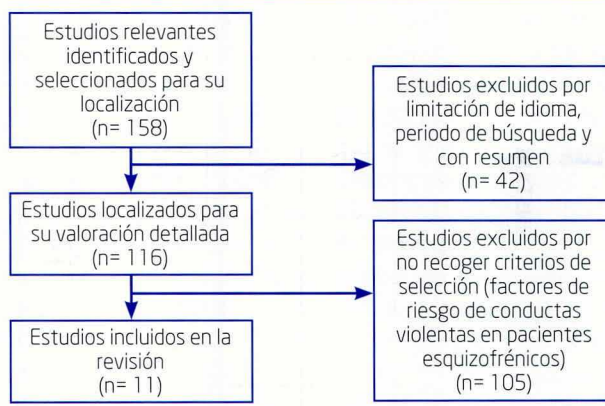 Estudios relevantes
identificados y
seleccionados para su
localización
(n= 158)
Estudios excluidos por
limitación de idioma,
periodo de búsqueda y
con resumen
(n= 42)
Estudios localizados para
su valoración detallada
(n= 116)
Estudios excluidos por
no recoger criterios de
selección (factores de
riesgo de conductas
violentas en pacientes
esquizofrénicos)
(n= 105)
Estudios incluidos en la
revisión
(n= 11)